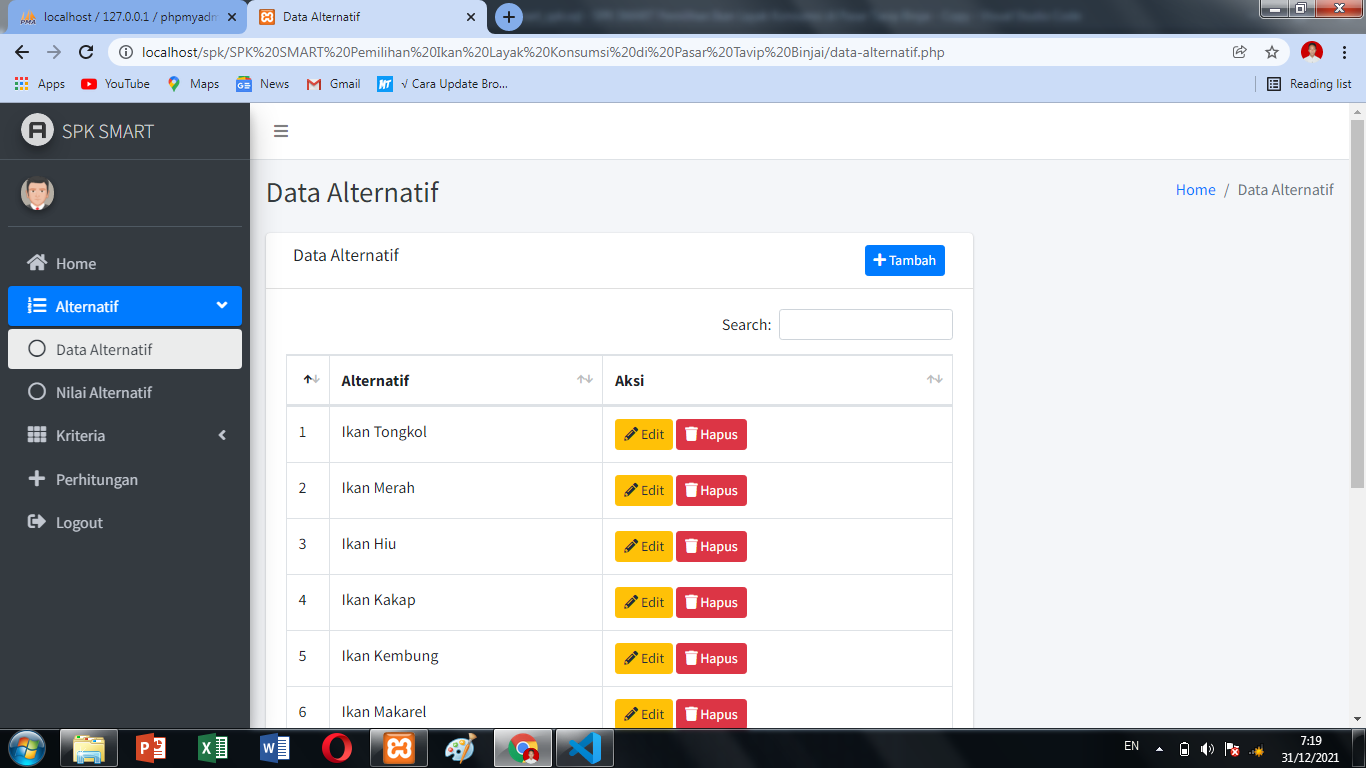 localhost / 127.0.0.1 / phpmyadm
Data Alternatif
localhost/spk/SPK%20SMART%20Pemilihan%20Ikan%20Layak%20Konsumsi%20di%20Pasar%20Tavip%20Binjai/data-alternatif.php
Apps YouTube Maps News Gmail √ Cara Update Bro... Reading list
SPK SMART
Data Alternatif
Home / Data Alternatif
Home
Alternatif
Data Alternatif
Nilai Alternatif
Kriteria
Perhitungan
Logout
Data Alternatif
Tambah
Search:
Alternatif Aksi
1 Ikan Tongkol Edit Hapus
2 Ikan Merah Edit Hapus
3 Ikan Hiu Edit Hapus
4 Ikan Kakap Edit Hapus
5 Ikan Kembung Edit Hapus
6 Ikan Makarel Edit Hapus
EN
7:19
31/12/2021